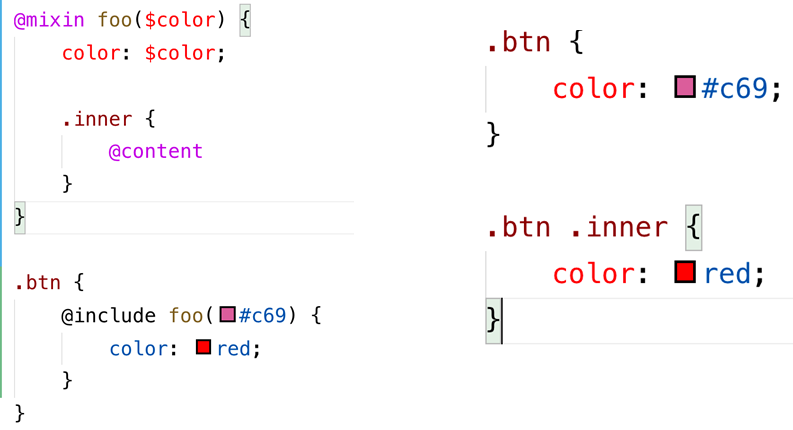 @mixin foo($color) {
    color: $color;

    .inner {
        @content
    }
}

.btn {
    @include foo(#c69) {
        color: red;
    }
}

.btn {
    color: #c69;
}

.btn .inner {
    color: red;
}